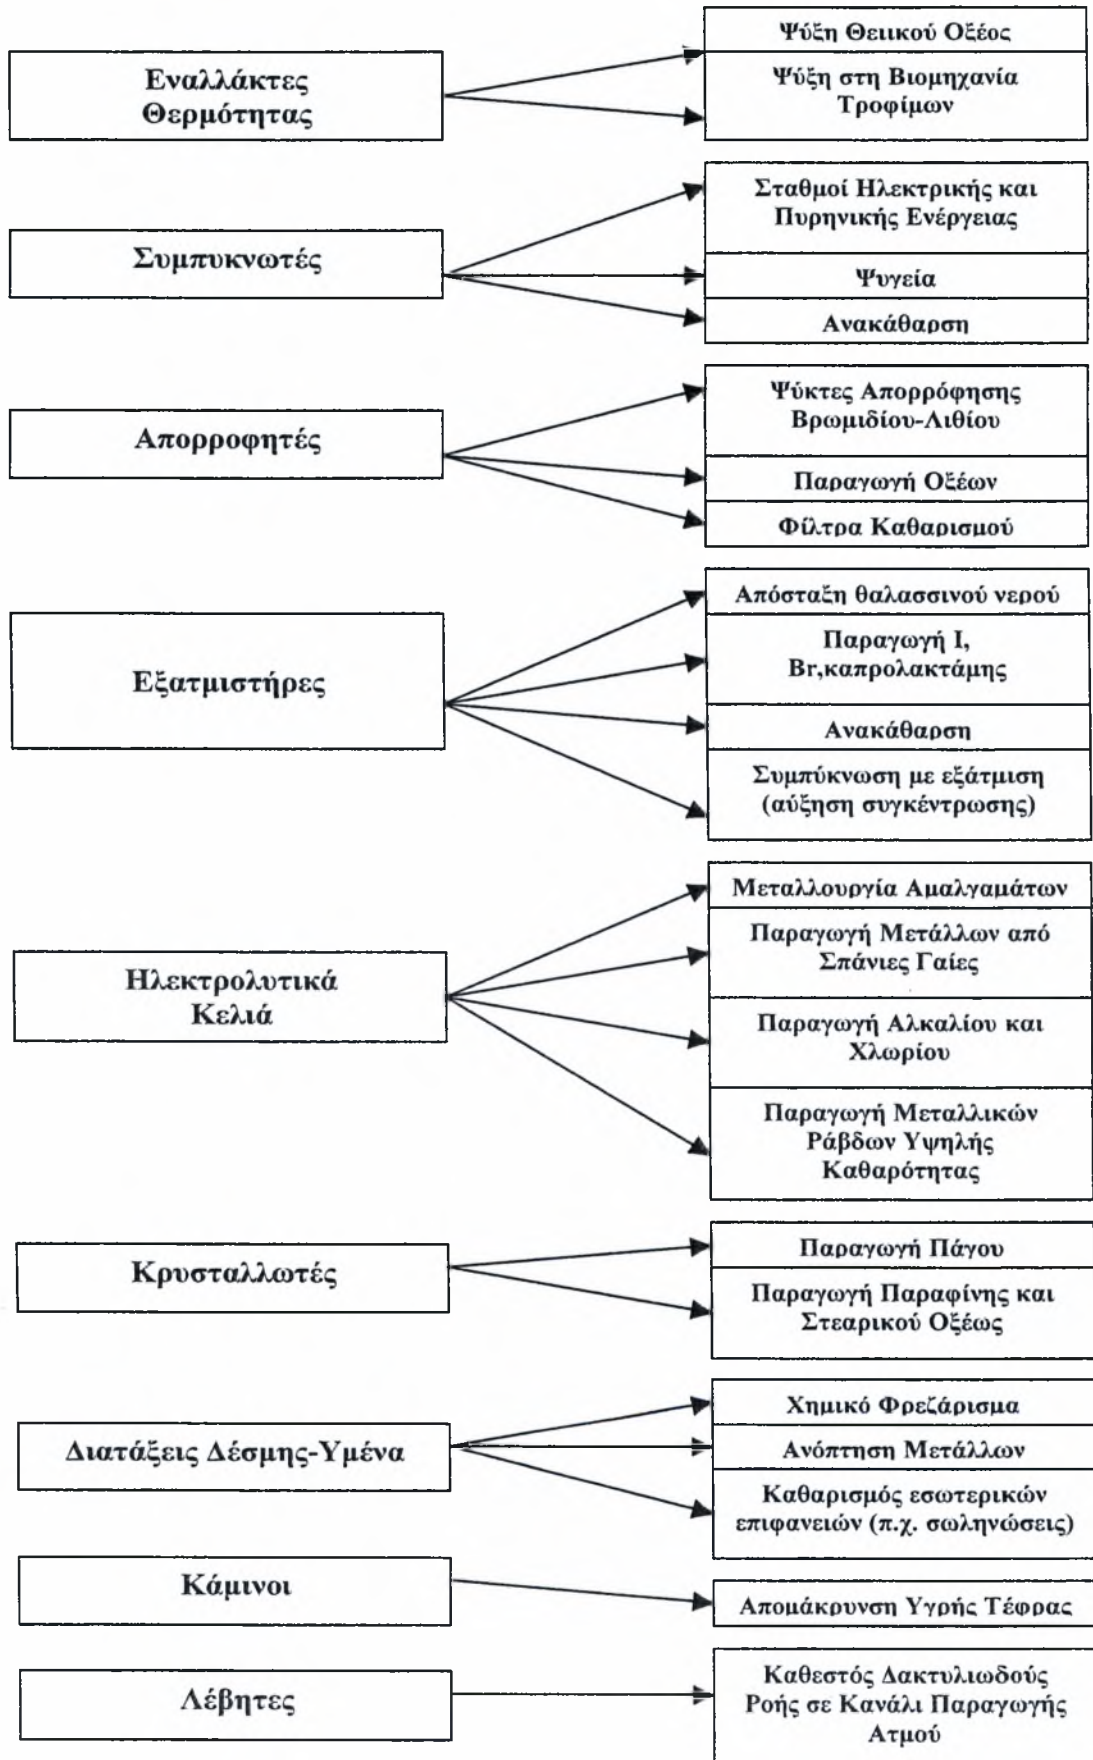 Εναλλάκτες
Θερμότητας
Ψύξη Θειικού Οξέος
Ψύξη στη Βιομηχανία
Τροφίμων
Συμπυκνωτές
Σταθμοί Ηλεκτρικής και
Πυρηνικής Ενέργειας
Ψυγεία
Ανακάθαρση
Απορροφητές
Ψύκτες Απορρόφησης
Βρωμιδίου-Λιθίου
Παραγωγή Οξέων
Φίλτρα Καθαρισμού
Εξατμιστήρες
Απόσταξη θαλασσινού νερού
Παραγωγή Ι,
Br,καπρολακτάμης
Ανακάθαρση
Συμπύκνωση με εξάτμιση
(αύξηση συγκέντρωσης)
Ηλεκτρολυτικά
Κελιά
Μεταλλουργία Αμαλγαμάτων
Παραγωγή Μετάλλων από
Σπάνιες Γαίες
Παραγωγή Αλκαλίου και
Χλωρίου
Παραγωγή Μεταλλικών
Ράβδων Υψηλής
Καθαρότητας
Κρυσταλλωτές
Παραγωγή Πάγου
Παραγωγή Παραφίνης και
Στεαρικού Οξέως
Διατάξεις Δέσμης-Υμένα
Χημικό Φρεζάρισμα
Ανόπτηση Μετάλλων
Καθαρισμός εσωτερικών
επιφανειών (π.χ. σωληνώσεις)
Κάμινοι
Απομάκρυνση Υγρής Τέφρας
Λέβητες
Καθεστός Δακτυλιωδούς
Ροής σε Κανάλι Παραγωγής
Ατμού